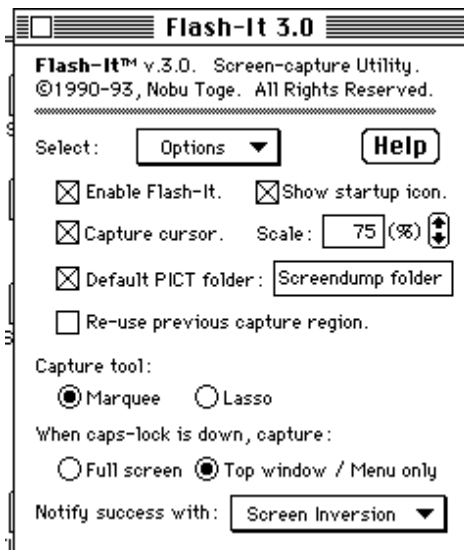 Flash-It 3.0
Flash-It™ v.3.0. Screen-capture Utility.
©1990-93, Nobu Toge. All Rights Reserved.
Select: Options Help
Enable Flash-It. Show startup icon.
Capture cursor. Scale: 75 (%)
Default PICT folder: Screendump folder
Re-use previous capture region.
Capture tool:
Marquee Lasso
When caps-lock is down, capture:
Full screen Top window / Menu only
Notify success with: Screen Inversion